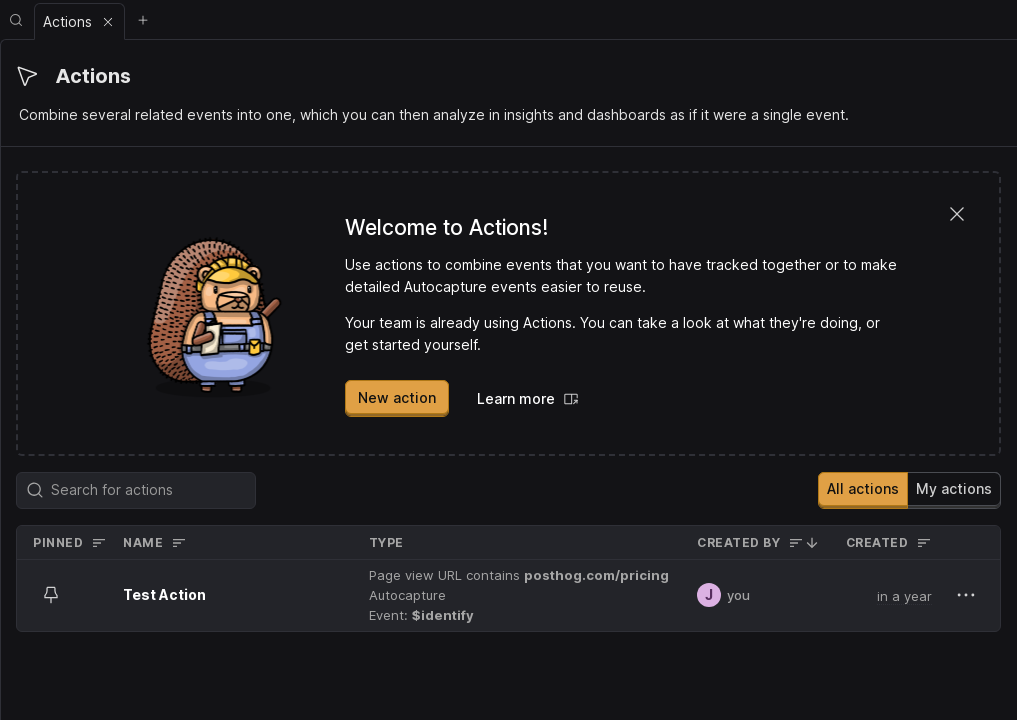 Actions
Actions
Combine several related events into one, which you can then analyze in insights and dashboards as if it were a single event.
Welcome to Actions!
Use actions to combine events that you want to have tracked together or to make
detailed Autocapture events easier to reuse.
Your team is already using Actions. You can take a look at what they're doing, or
get started yourself.
New action
Learn more
Search for actions
All actions
My actions
PINNED
NAME
TYPE
CREATED BY
CREATED
Test Action
Page view URL contains posthog.com/pricing
Autocapture
Event: $identify
J
you
in a year